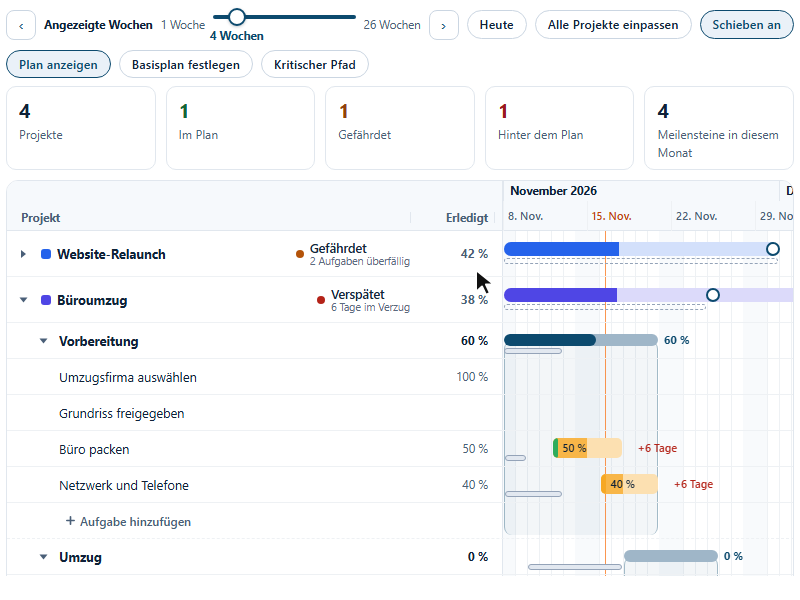 ‹ Angezeigte Wochen 1 Woche 26 Wochen › Heute Alle Projekte einpassen Schieben an
4 Wochen
Plan anzeigen Basisplan festlegen Kritischer Pfad
4 1 1 1 4
Projekte Im Plan Gefährdet Hinter dem Plan Meilensteine in diesem
Monat
November 2026 D
Projekt Erledigt 8. Nov. 15. Nov. 22. Nov. 29. No
Website-Relaunch Gefährdet 42 %
2 Aufgaben überfällig
Büroumzug Verspätet 38 %
6 Tage im Verzug
Vorbereitung 60 % 60 %
Umzugsfirma auswählen 100 %
Grundriss freigegeben
Büro packen 50 % 50 % +6 Tage
Netzwerk und Telefone 40 % 40 % +6 Tage
+ Aufgabe hinzufügen
Umzug 0 % 0 %